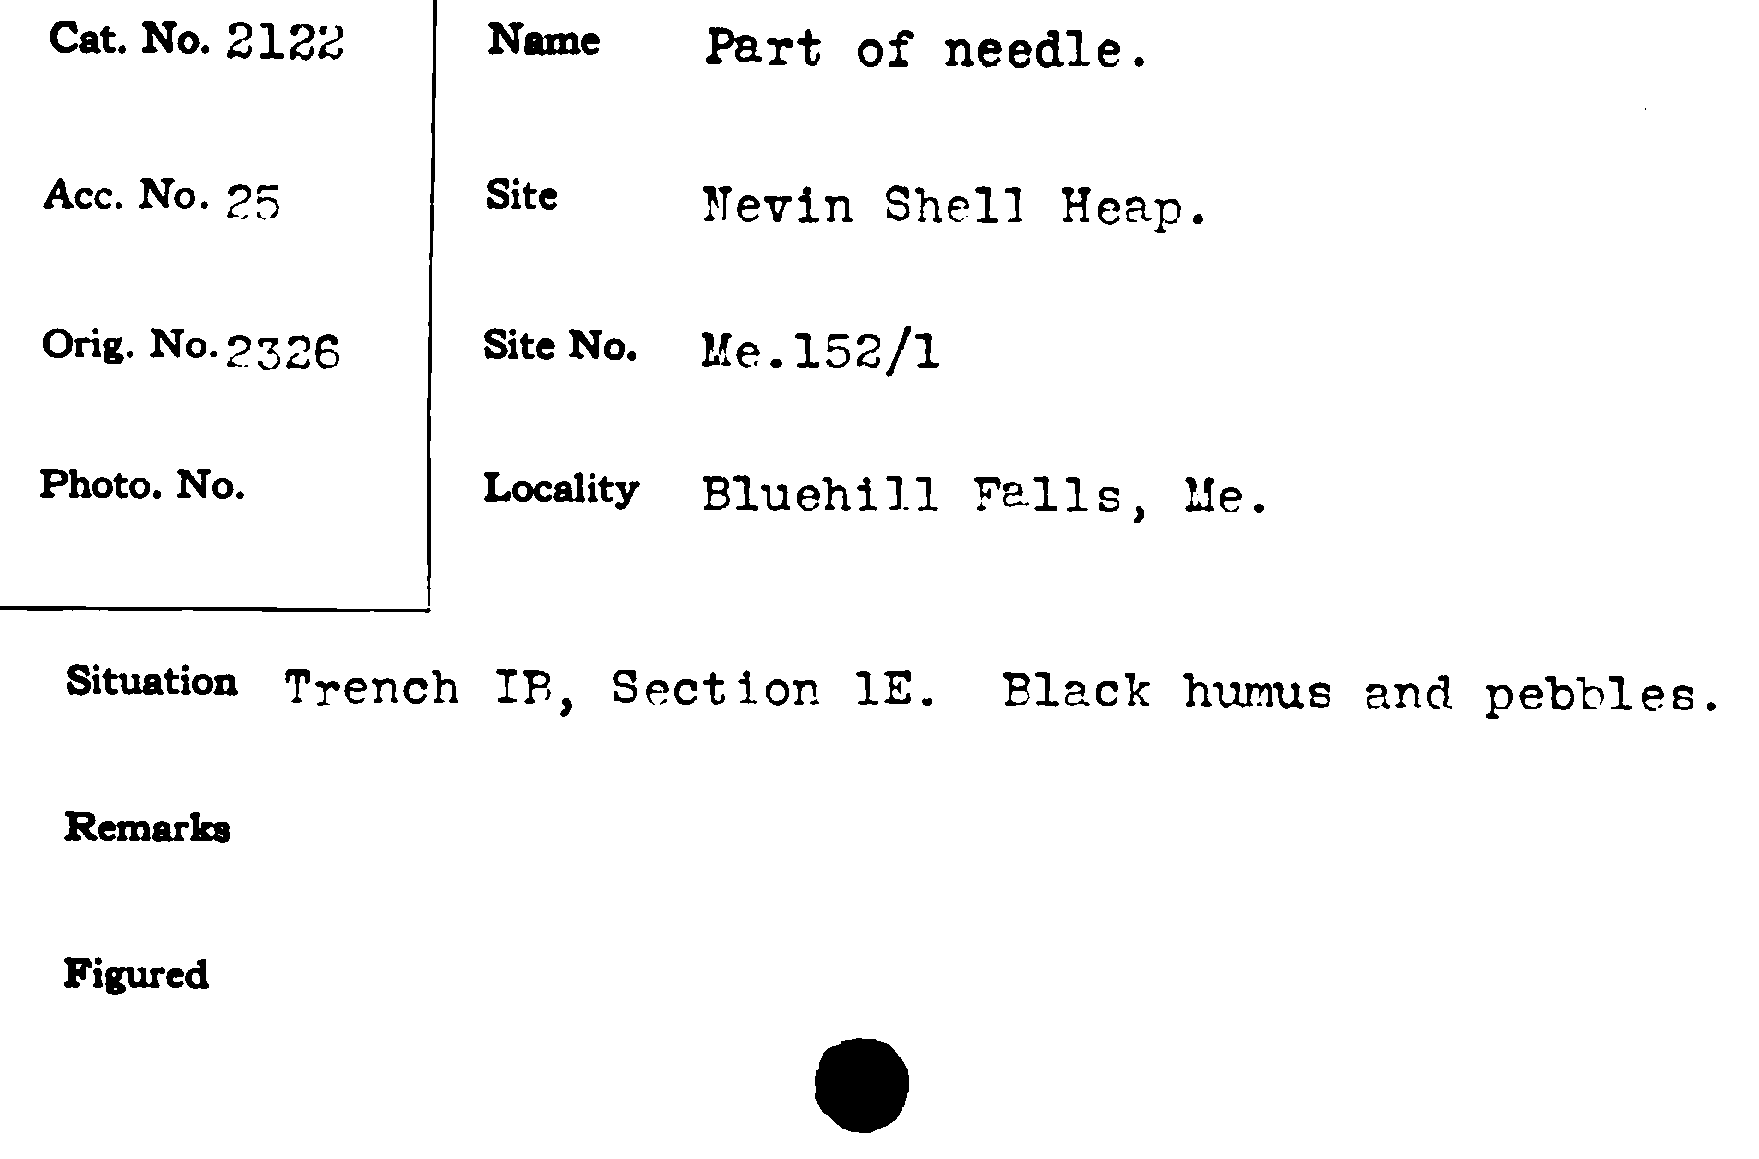 Cat. No. 2122
Name Part of needle.
Acc. No. 25
Site Nevin Shell Heap.
Orig. No. 2326
Site No. Me.152/1
Photo. No.
Locality Bluehill Falls, Me.
Situation Trench IB, Section 1E. Black humus and pebbles.
Remarks
Figured